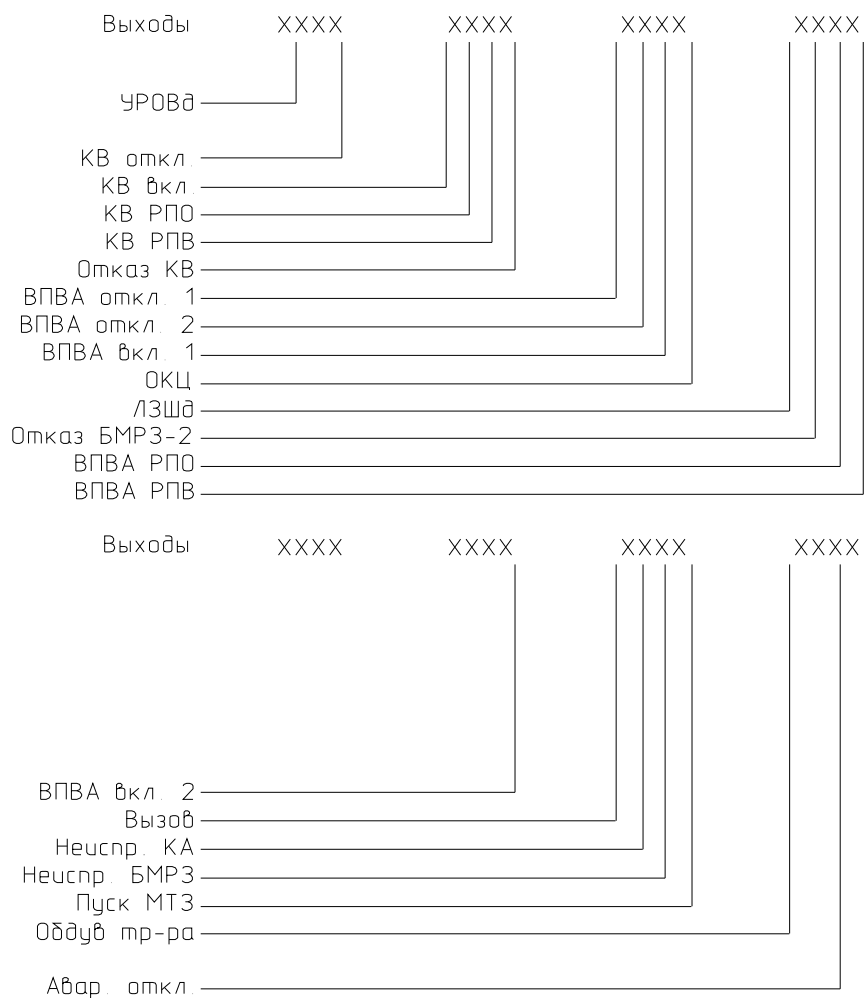 Выходы XXXX XXXX XXXX XXXX
УРОВд
КВ откл.
КВ вкл.
КВ РПО
КВ РПВ
Отказ КВ
ВПВА откл. 1
ВПВА откл. 2
ВПВА вкл. 1
ОКЦ
ЛЗШд
Отказ БМРЗ-2
ВПВА РПО
ВПВА РПВ
Выходы XXXX XXXX XXXX XXXX
ВПВА вкл. 2
Вызов
Неиспр. КА
Неиспр. БМРЗ
Пуск МТЗ
Обдув тр-ра
Авар. откл.